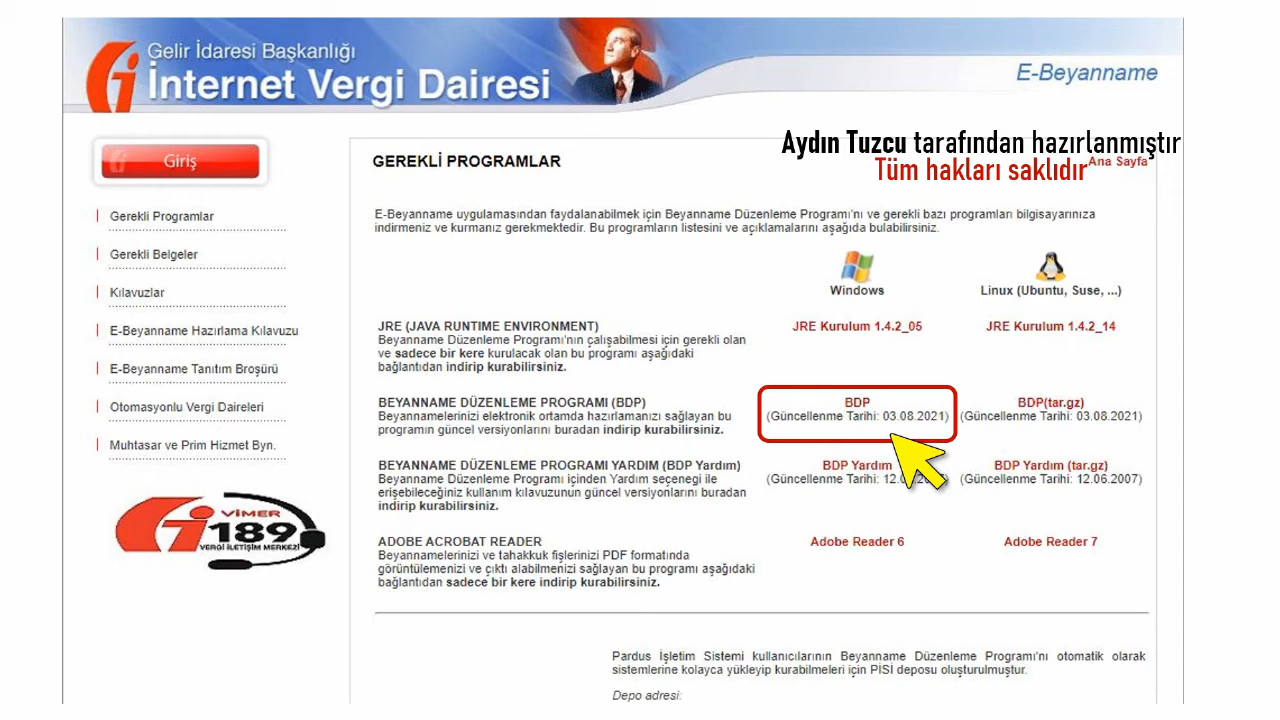 Gelir İdaresi Başkanlığı
İnternet Vergi Dairesi
E-Beyanname
Aydın Tuzcu tarafından hazırlanmıştır
Tüm hakları saklıdır
Ana Sayfa
Giriş
Gerekli Programlar
Gerekli Belgeler
Kılavuzlar
E-Beyanname Hazırlama Kılavuzu
E-Beyanname Tanıtım Broşürü
Otomasyonlu Vergi Daireleri
Muhtasar ve Prim Hizmet Byn.
VİMER
189
VERGİ İLETİŞİM MERKEZİ
GEREKLİ PROGRAMLAR
E-Beyanname uygulamasından faydalanabilmek için Beyanname Düzenleme Programı'nı ve gerekli bazı programları bilgisayarınıza
indirmeniz ve kurmanız gerekmektedir. Bu programların listesini ve açıklamalarını aşağıda bulabilirsiniz.
Windows
Linux (Ubuntu, Suse, ...)
JRE (JAVA RUNTIME ENVIRONMENT)
Beyanname Düzenleme Programı'nın çalışabilmesi için gerekli olan
ve sadece bir kere kurulacak olan bu programı aşağıdaki
bağlantıdan indirip kurabilirsiniz.
JRE Kurulum 1.4.2_05
JRE Kurulum 1.4.2_14
BEYANNAME DÜZENLEME PROGRAMI (BDP)
Beyannamelerinizi elektronik ortamda hazırlamanızı sağlayan bu
programın güncel versiyonlarını buradan indirip kurabilirsiniz.
BDP
(Güncellenme Tarihi: 03.08.2021)
BDP(tar.gz)
(Güncellenme Tarihi: 03.08.2021)
BEYANNAME DÜZENLEME PROGRAMI YARDIM (BDP Yardım)
Beyanname Düzenleme Programı içinden Yardım seçenegi ile
erişebileceğiniz kullanım kılavuzunun güncel versiyonlarını buradan
indirip kurabilirsiniz.
BDP Yardım
(Güncellenme Tarihi:
BDP Yardım (tar.gz)
(Güncellenme Tarihi: 12.06.2007)
ADOBE ACROBAT READER
Beyannamelerinizi ve tahakkuk fişlerinizi PDF formatında
görüntülemenizi ve çıktı alabilmenizi sağlayan bu programı aşağıdaki
bağlantıdan sadece bir kere indirip kurabilirsiniz.
Adobe Reader 6
Adobe Reader 7
Pardus İşletim Sistemi kullanıcılarının Beyanname Düzenleme Programı'nı otomatik olarak
sistemlerine kolayca yükleyip kurabilmeleri için PİSİ deposu oluşturulmuştur.
Depo adresi: